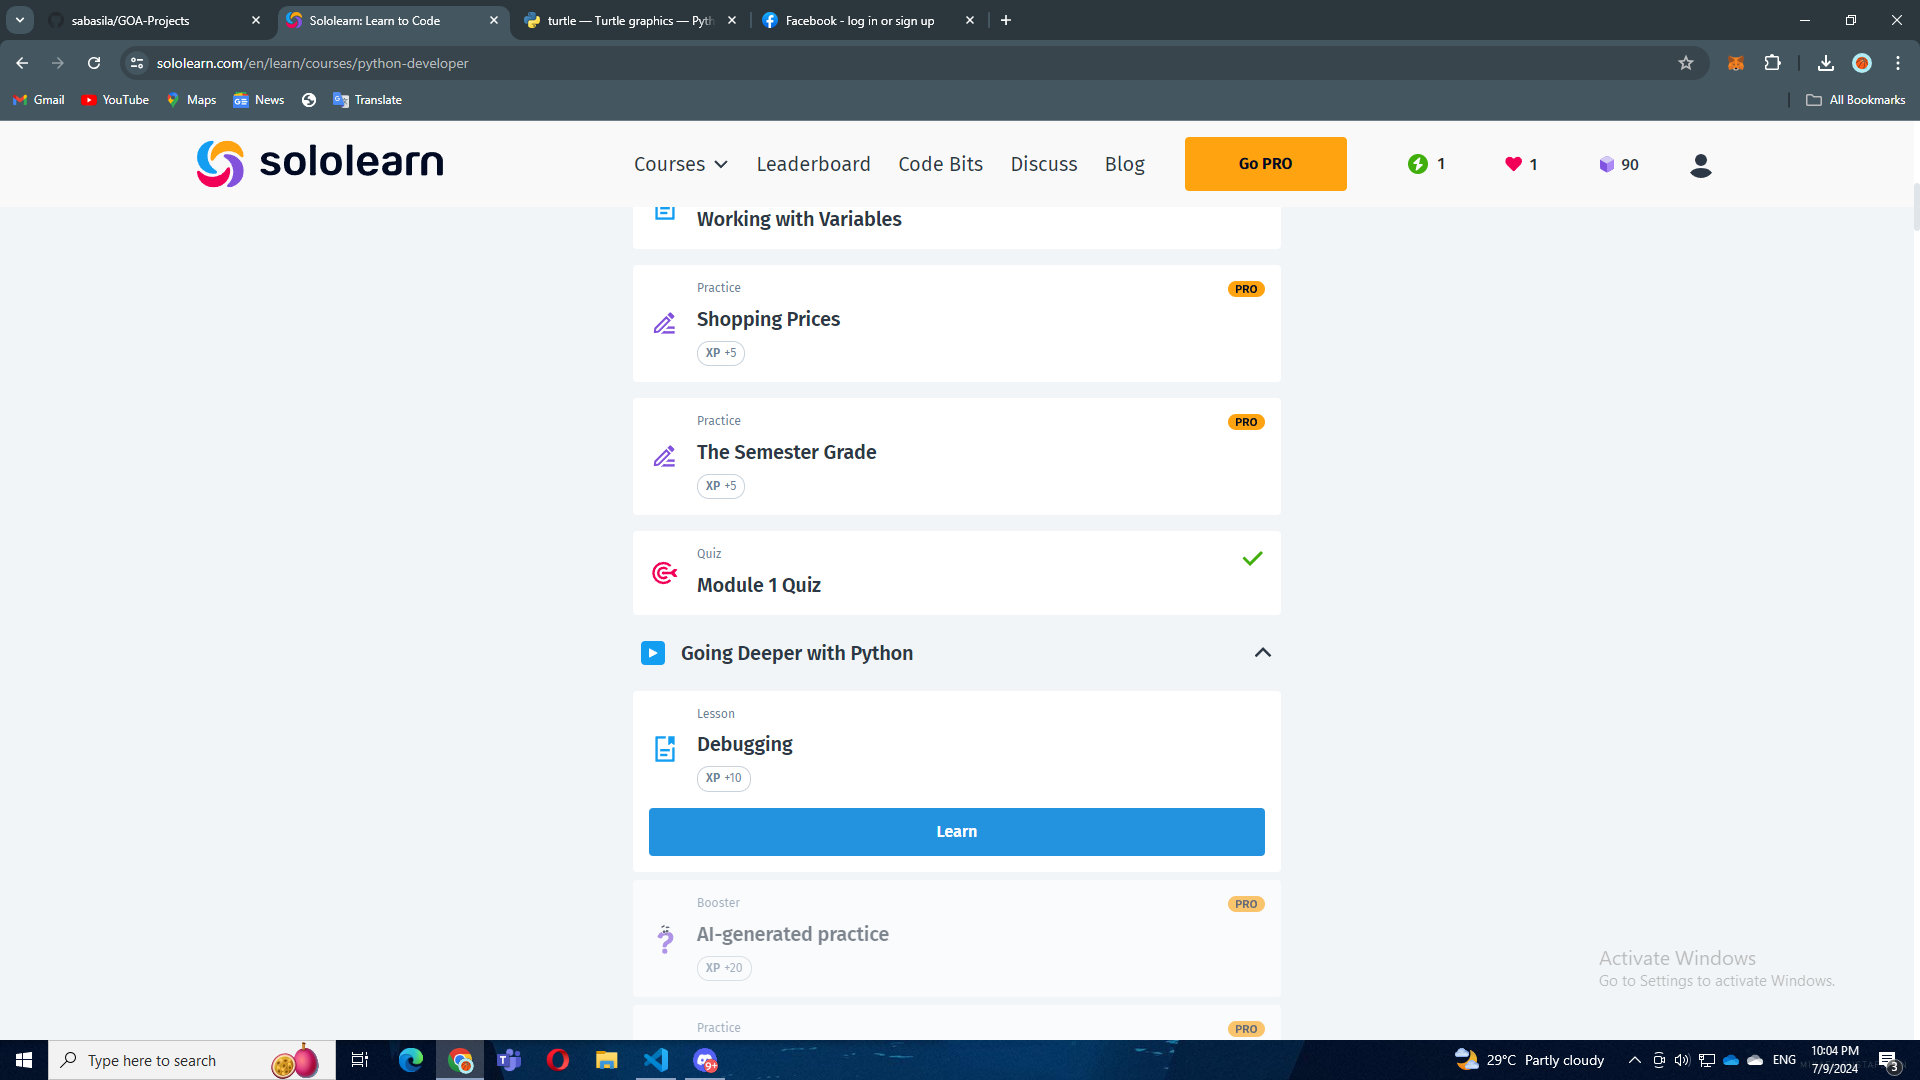 sabasila/GOA-Projects
Sololearn: Learn to Code
turtle — Turtle graphics — Pyth
Facebook - log in or sign up
sololearn.com/en/learn/courses/python-developer
Gmail
YouTube
Maps
News
Translate
All Bookmarks
sololearn
Courses
Leaderboard
Code Bits
Discuss
Blog
Go PRO
1
1
90
Working with Variables
Practice
PRO
Shopping Prices
XP +5
Practice
PRO
The Semester Grade
XP +5
Quiz
Module 1 Quiz
Going Deeper with Python
Lesson
Debugging
XP +10
Learn
Booster
PRO
AI-generated practice
XP +20
Practice
PRO
Activate Windows
Go to Settings to activate Windows.
Type here to search
9+
29°C Partly cloudy
ENG
10:04 PM
7/9/2024
3